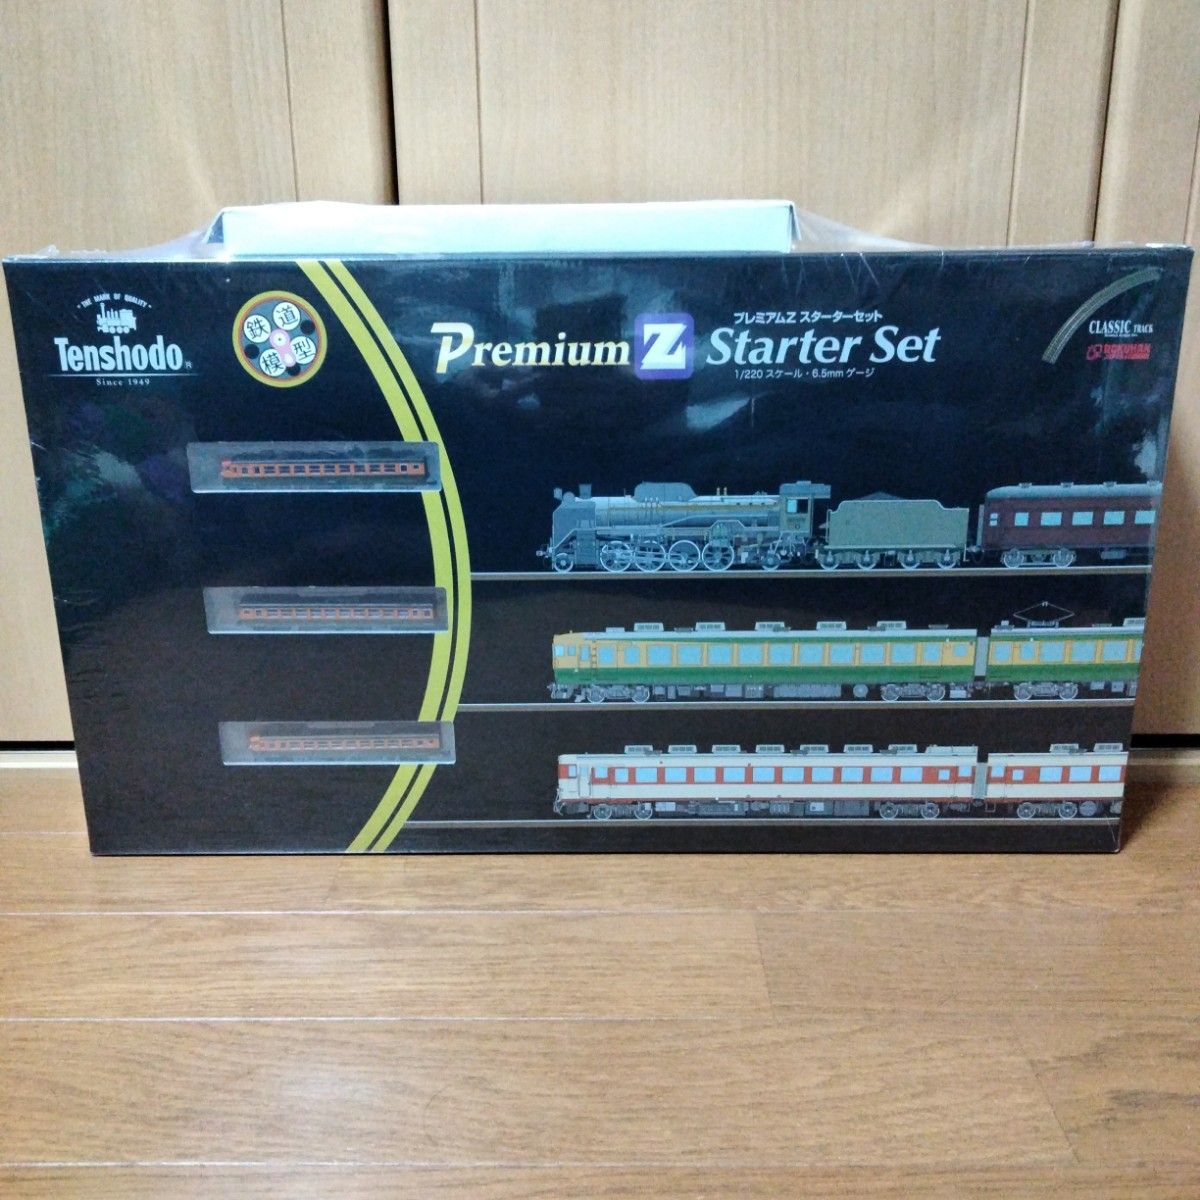 "THE MARK OF QUALITY"
Tenshodo®
Since 1949
鉄道
模型
プレミアムZ スターターセット
Premium Z Starter Set
1/220 スケール・6.5mm ゲージ
CLASSIC TRACK
ROKUHAN